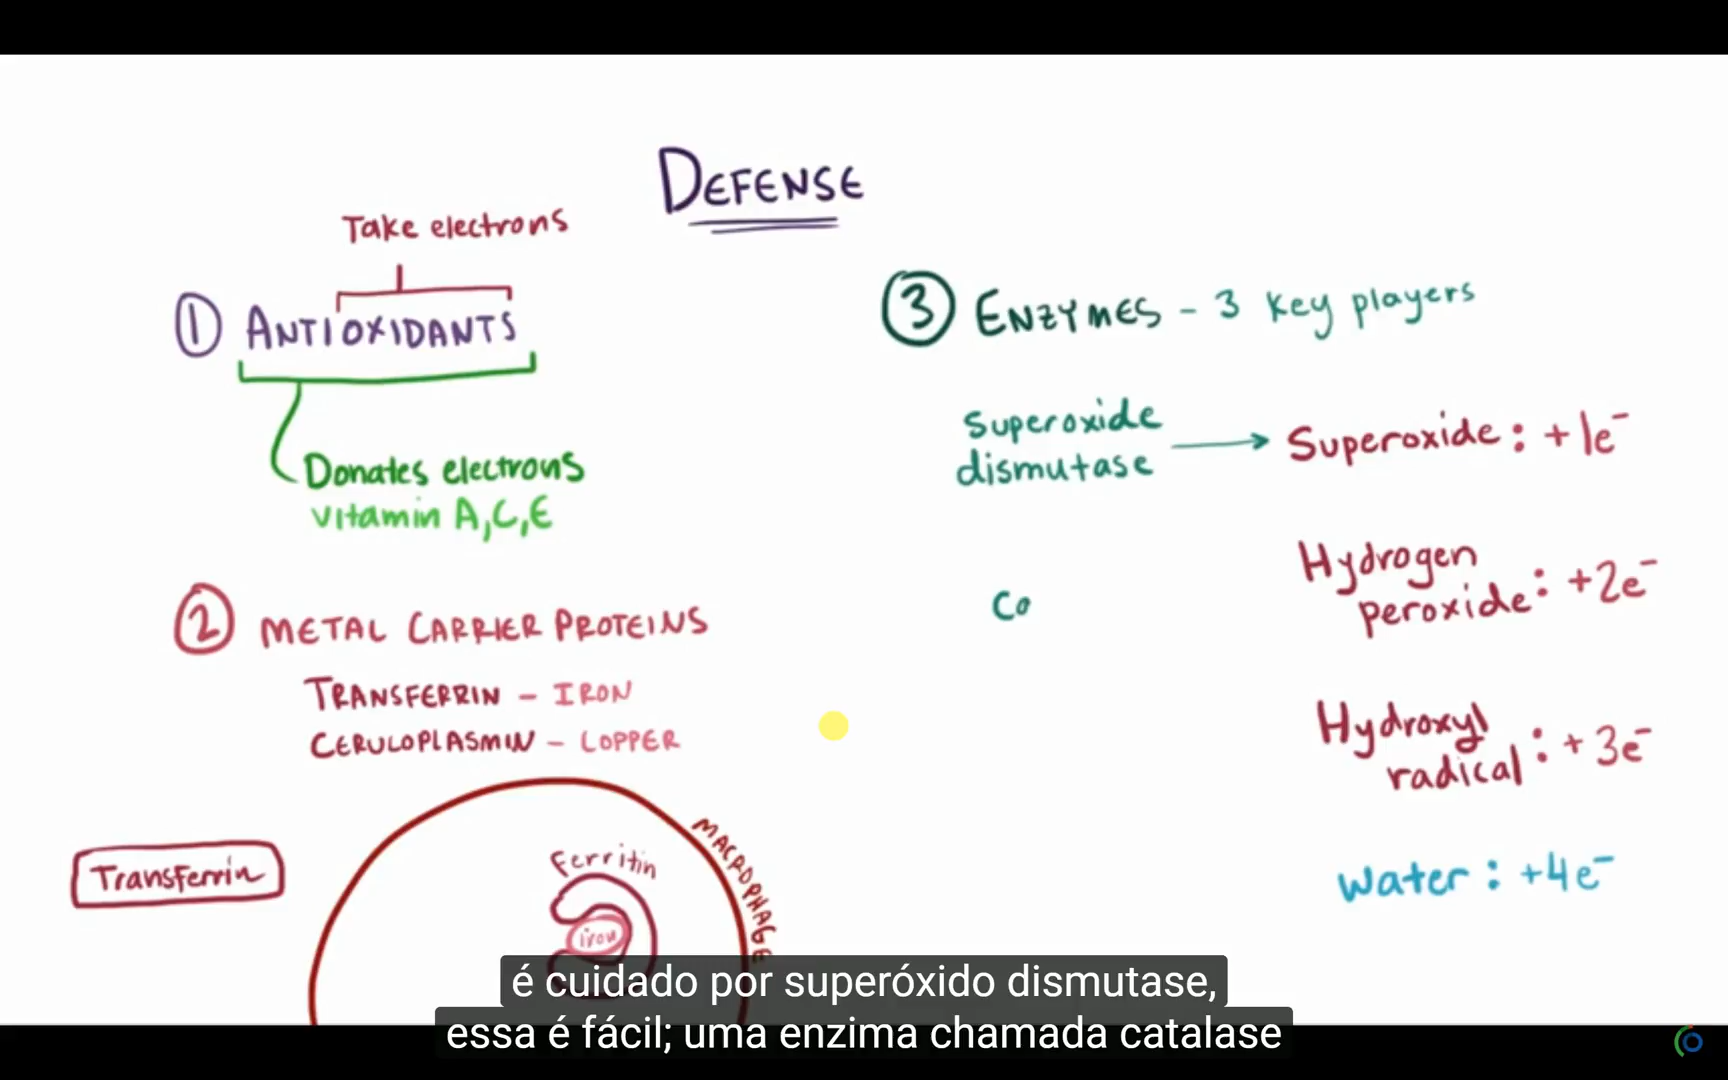 DEFENSE
Take electrons
① ANTIOXIDANTS
Donates electrons
vitamin A, C, E
② METAL CARRIER PROTEINS
TRANSFERRIN - IRON
CERULOPLASMIN - COPPER
Transferrin
MACROPHAGE
Ferritin
iron
③ ENZYMES - 3 key players
Superoxide
dismutase
Superoxide: +1e⁻
Ca
Hydrogen
peroxide: +2e⁻
Hydroxyl
radical: +3e⁻
Water: +4e⁻
é cuidado por superóxido dismutase,
essa é fácil; uma enzima chamada catalase